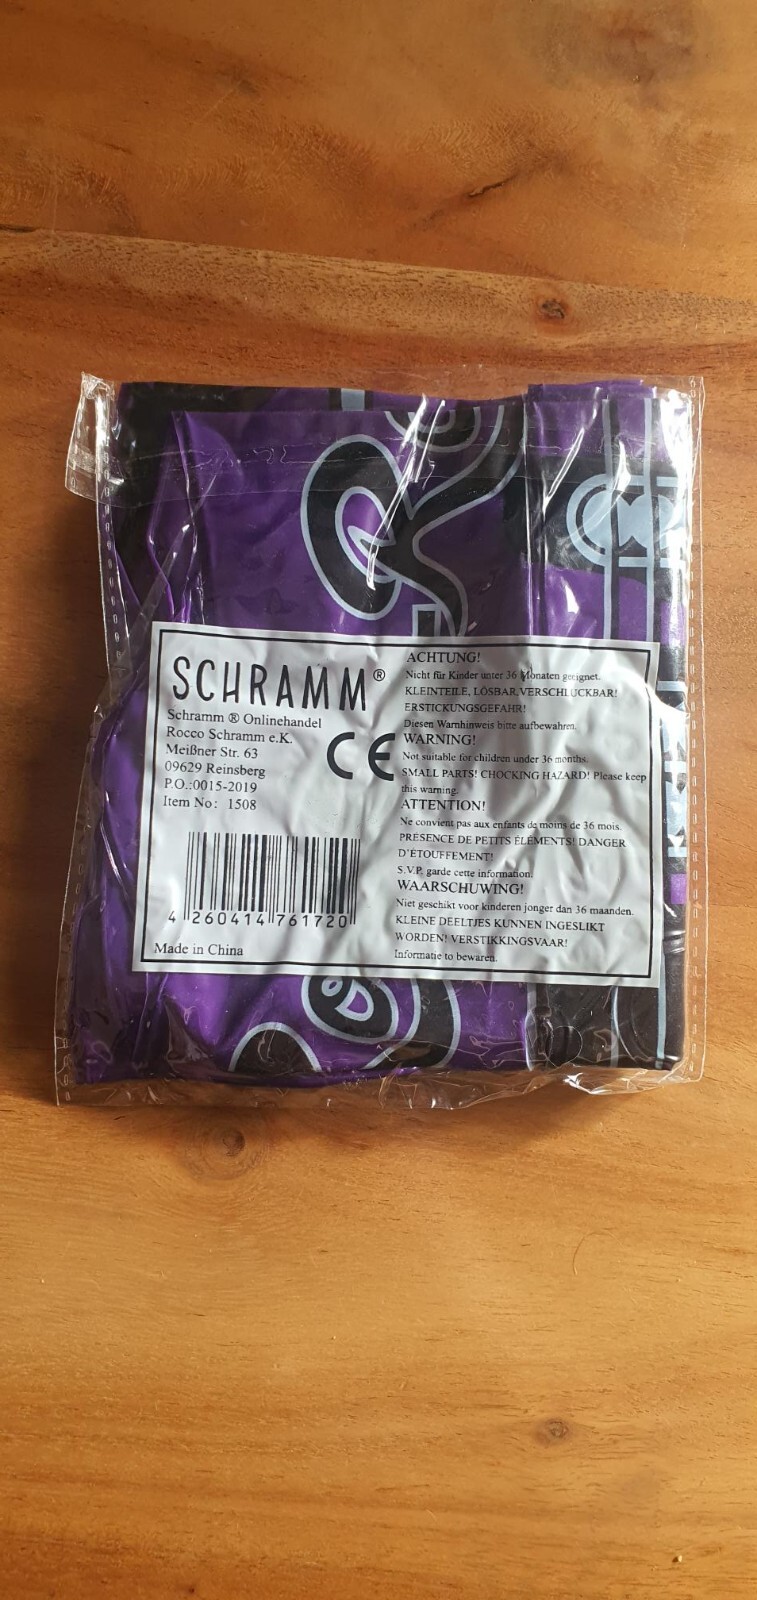 SCHRAMM®
Schramm ® Onlinehandel
Rocco Schramm e.K.
Meißner Str. 63
09629 Reinsberg
P.O.:0015-2019
Item No: 1508
CE
4 260414 761720
Made in China
ACHTUNG!
Nicht für Kinder unter 36 Monaten geeignet.
KLEINTEILE, LÖSBAR,VERSCHLUCKBAR!
ERSTICKUNGSGEFAHR!
Diesen Warnhinweis bitte aufbewahren.
WARNING!
Not suitable for children under 36 months.
SMALL PARTS! CHOCKING HAZARD! Please keep
this warning.
ATTENTION!
Ne convient pas aux enfants de moins de 36 mois.
PRÉSENCE DE PETITS ÉLÉMENTS! DANGER
D'ÉTOUFFEMENT!
S.V.P. garde cette information.
WAARSCHUWING!
Niet geschikt voor kinderen jonger dan 36 maanden.
KLEINE DEELTJES KUNNEN INGESLIKT
WORDEN! VERSTIKKINGSVAAR!
Informatie te bewaren.